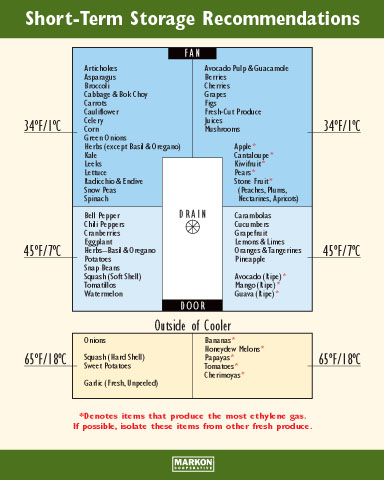 Short-Term Storage Recommendations
FAN
34°F/1°C
Artichokes
Asparagus
Broccoli
Cabbage & Bok Choy
Carrots
Cauliflower
Celery
Corn
Green Onions
Herbs (except Basil & Oregano)
Kale
Leeks
Lettuce
Radicchio & Endive
Snow Peas
Spinach
Avocado Pulp & Guacamole
Berries
Cherries
Grapes
Figs
Fresh-Cut Produce
Juices
Mushrooms
Apple*
Cantaloupe*
Kiwifruit*
Pears*
Stone Fruit*
(Peaches, Plums,
Nectarines, Apricots)
34°F/1°C
DRAIN
45°F/7°C
Bell Pepper
Chili Peppers
Cranberries
Eggplant
Herbs—Basil & Oregano
Potatoes
Snap Beans
Squash (Soft Shell)
Tomatillos
Watermelon
Carambolas
Cucumbers
Grapefruit
Lemons & Limes
Oranges & Tangerines
Pineapple
Avocado (Ripe)*
Mango (Ripe)*
Guava (Ripe)*
45°F/7°C
DOOR
Outside of Cooler
65°F/18°C
Onions
Squash (Hard Shell)
Sweet Potatoes
Garlic (Fresh, Unpeeled)
Bananas*
Honeydew Melons*
Papayas*
Tomatoes*
Cherimoyas*
65°F/18°C
*Denotes items that produce the most ethylene gas.
If possible, isolate these items from other fresh produce.
MARKON
COOPERATIVE